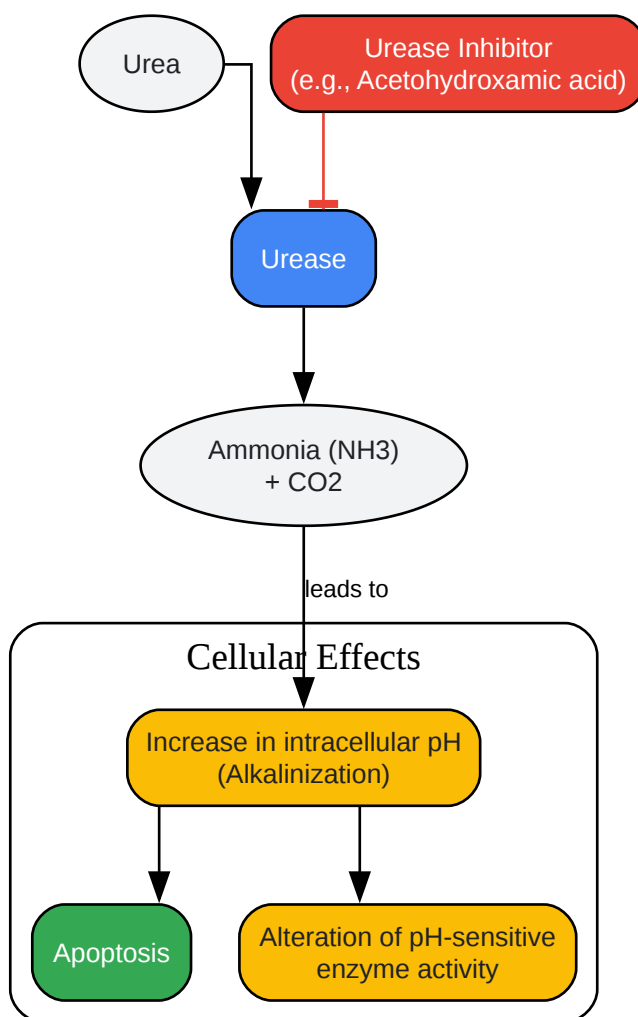 Urea
Urease Inhibitor
(e.g., Acetohydroxamic acid)
Urease
Ammonia (NH3)
+ CO2
leads to
Cellular Effects
Increase in intracellular pH
(Alkalinization)
Apoptosis
Alteration of pH-sensitive
enzyme activity